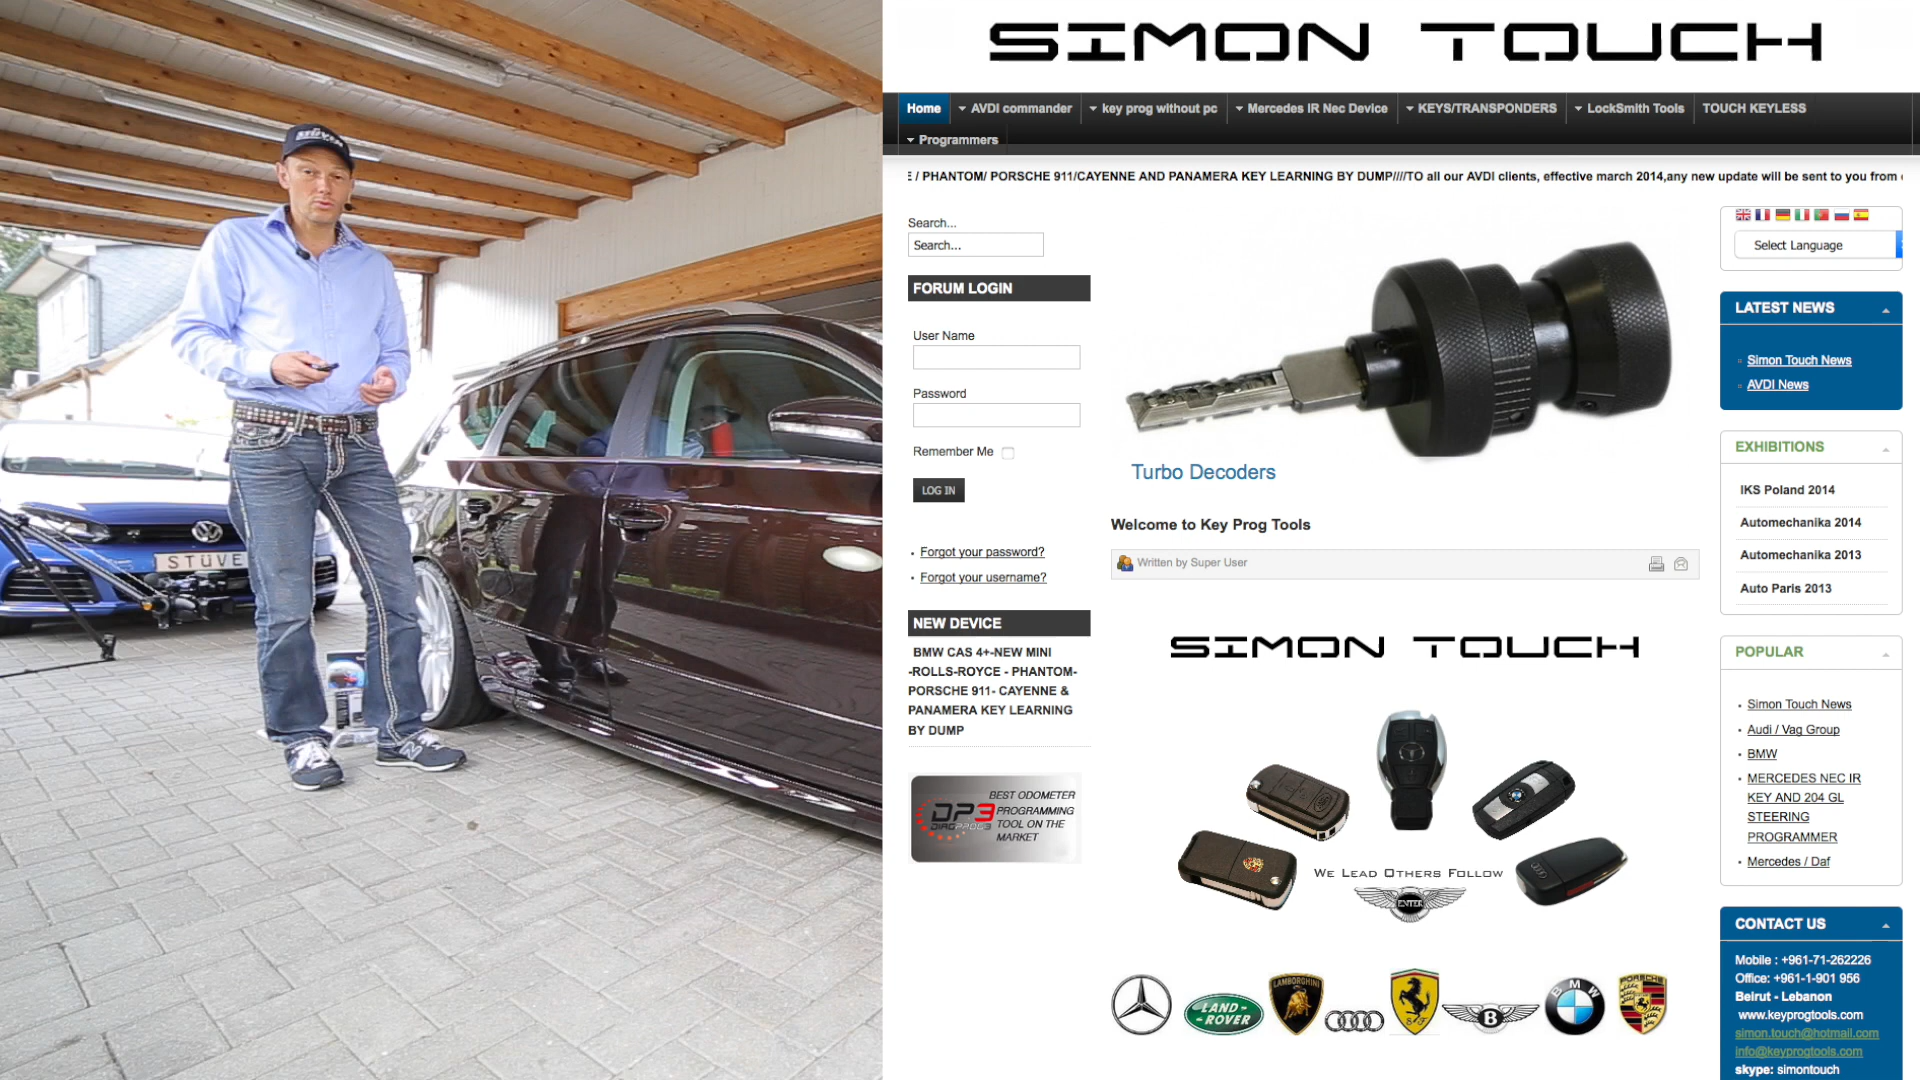 STÜVE
SIMON TOUCH
Home
AVDI commander
key prog without pc
Mercedes IR Nec Device
KEYS/TRANSPONDERS
LockSmith Tools
TOUCH KEYLESS
Programmers
/ PHANTOM/ PORSCHE 911/CAYENNE AND PANAMERA KEY LEARNING BY DUMP////TO all our AVDI clients, effective march 2014,any new update will be sent to you from
Search...
Search...
FORUM LOGIN
User Name
Password
Remember Me
LOG IN
Forgot your password?
Forgot your username?
NEW DEVICE
BMW CAS 4+-NEW MINI
-ROLLS-ROYCE - PHANTOM-
PORSCHE 911- CAYENNE &
PANAMERA KEY LEARNING
BY DUMP
DP3
DIAGPROG3
BEST ODOMETER
PROGRAMMING
TOOL ON THE
MARKET
Turbo Decoders
Welcome to Key Prog Tools
Written by Super User
SIMON TOUCH
WE LEAD OTHERS FOLLOW
ENTER
LAND-
-ROVER
LAMBORGHINI
S F
B
BMW
PORSCHE
Select Language
LATEST NEWS
Simon Touch News
AVDI News
EXHIBITIONS
IKS Poland 2014
Automechanika 2014
Automechanika 2013
Auto Paris 2013
POPULAR
Simon Touch News
Audi / Vag Group
BMW
MERCEDES NEC IR
KEY AND 204 GL
STEERING
PROGRAMMER
Mercedes / Daf
CONTACT US
Mobile : +961-71-262226
Office: +961-1-901 956
Beirut - Lebanon
www.keyprogtools.com
simon.touch@hotmail.com
info@keyprogtools.com
skype: simontouch